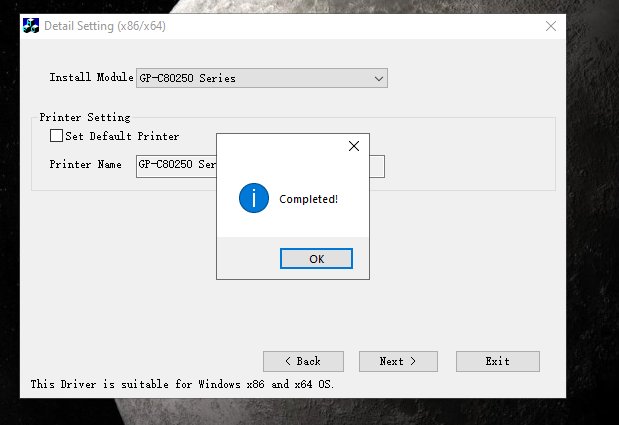 Detail Setting (x86/x64)
Install Module GP-C80250 Series
Printer Setting
Set Default Printer
Printer Name GP-C80250 Ser
Completed!
OK
< Back Next > Exit
This Driver is suitable for Windows x86 and x64 OS.